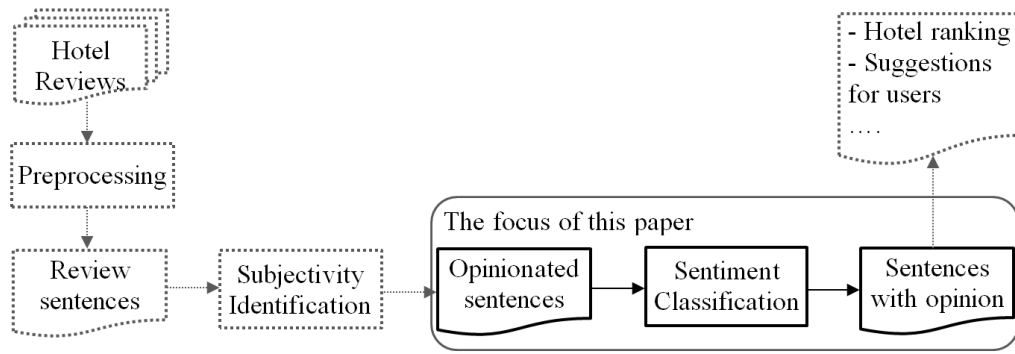 Hotel
Reviews
Preprocessing
Review
sentences
Subjectivity
Identification
The focus of this paper
Opinionated
sentences
Sentiment
Classification
Sentences
with opinion
- Hotel ranking
- Suggestions
for users
....